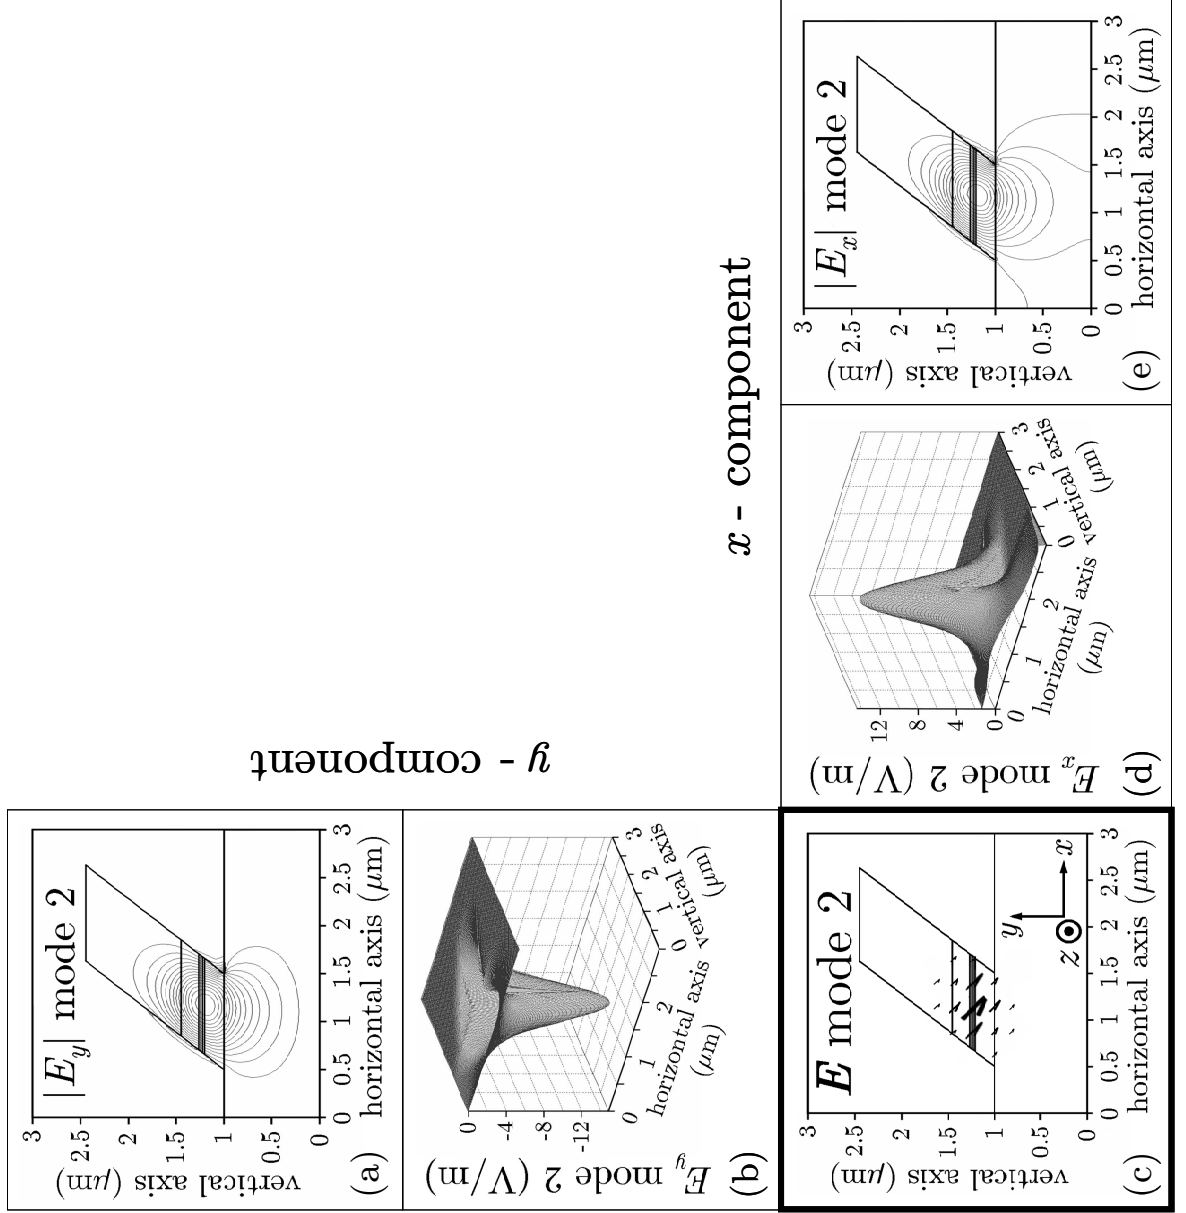 |E_y| mode 2
3
2.5
2
1.5
1
0.5
0
0 0.5 1 1.5 2 2.5 3
vertical axis (μm)
horizontal axis (μm)
(a)
E_y mode 2 (V/m)
0
-4
-8
-12
0 1 2
horizontal axis
(μm)
0 1 2 3
vertical axis
(μm)
(b)
y - component
E mode 2
3
2.5
2
1.5
1
0.5
0
0 0.5 1 1.5 2 2.5 3
vertical axis (μm)
horizontal axis (μm)
y
x
z
(c)
x - component
E_x mode 2 (V/m)
12
8
4
0
0 1 2
horizontal axis
(μm)
0 1 2 3
vertical axis
(μm)
(d)
|E_x| mode 2
3
2.5
2
1.5
1
0.5
0
0 0.5 1 1.5 2 2.5 3
vertical axis (μm)
horizontal axis (μm)
(e)